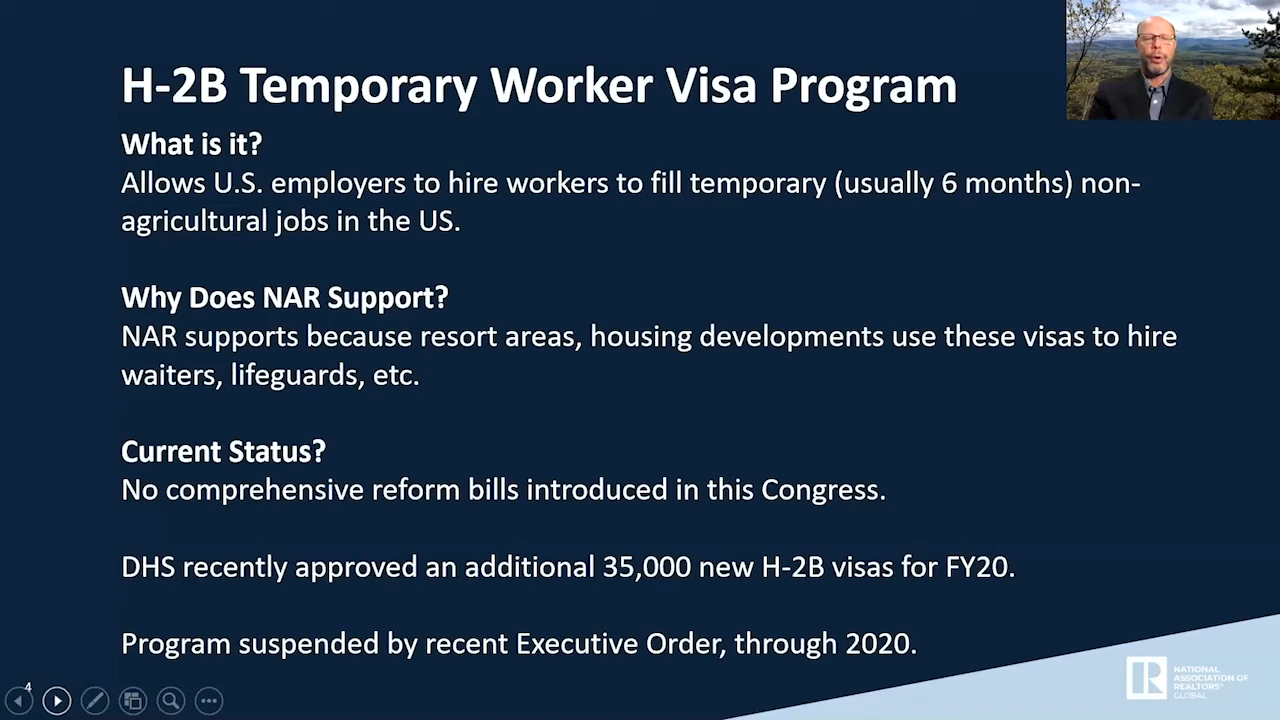 H-2B Temporary Worker Visa Program
What is it?
Allows U.S. employers to hire workers to fill temporary (usually 6 months) non-
agricultural jobs in the US.
Why Does NAR Support?
NAR supports because resort areas, housing developments use these visas to hire
waiters, lifeguards, etc.
Current Status?
No comprehensive reform bills introduced in this Congress.
DHS recently approved an additional 35,000 new H-2B visas for FY20.
Program suspended by recent Executive Order, through 2020.
4
NATIONAL
ASSOCIATION OF
REALTORS®
GLOBAL